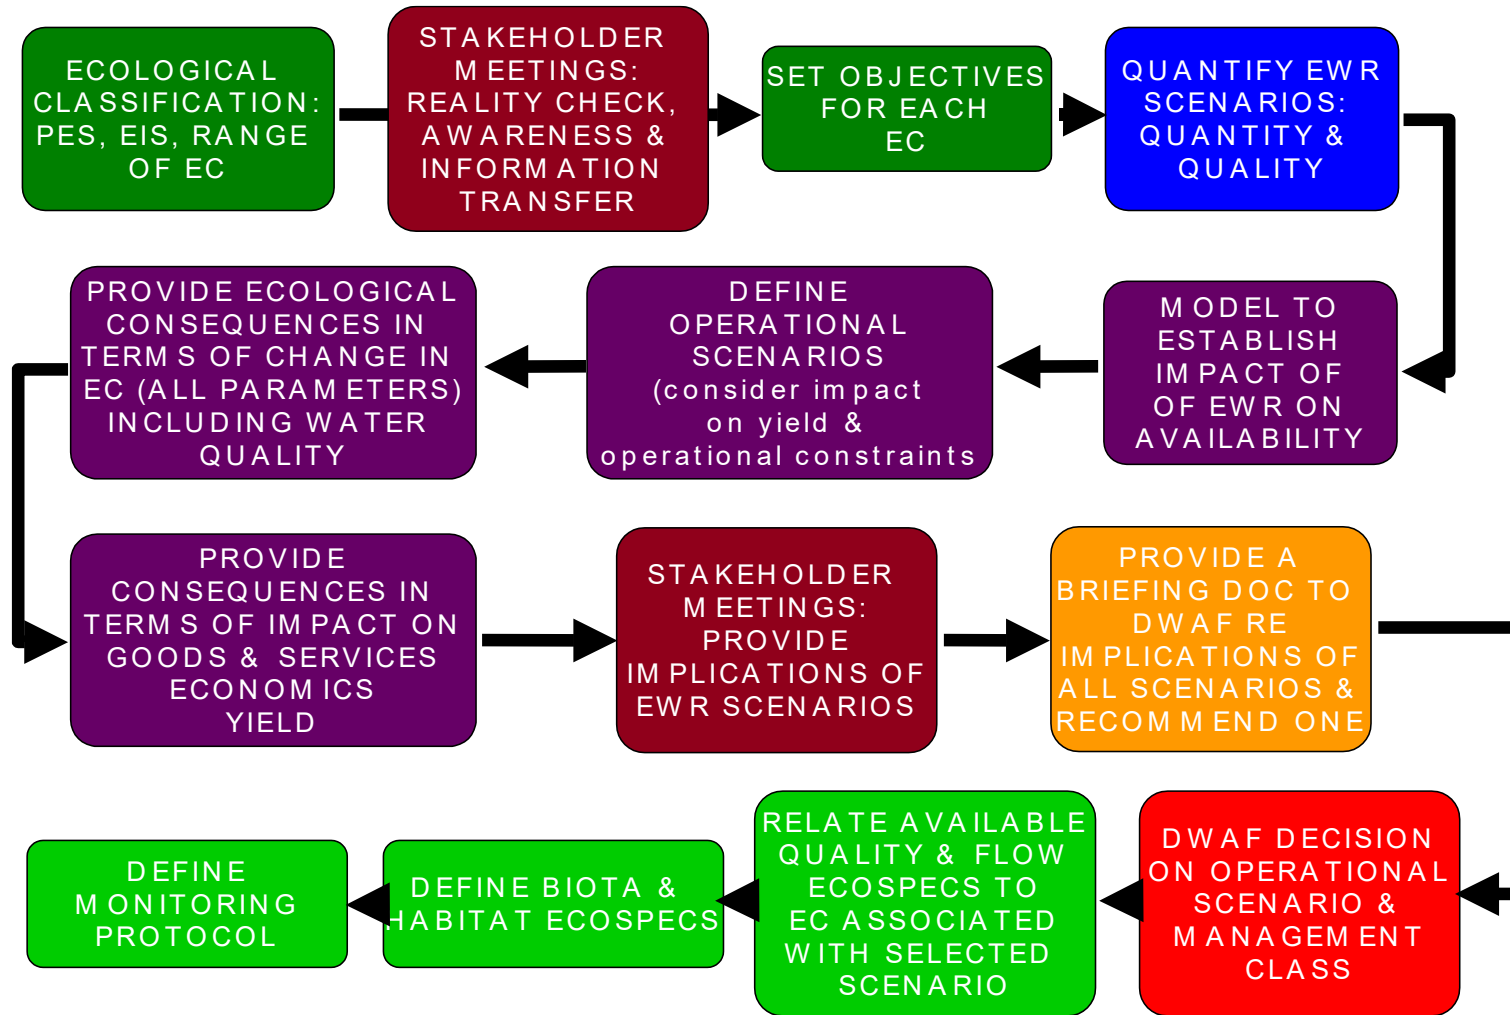 ECOLOGICAL
CLASSIFICATION:
PES, EIS, RANGE
OF EC
STAKEHOLDER
MEETINGS:
REALITY CHECK,
AWARENESS &
INFORMATION
TRANSFER
SET OBJECTIVES
FOR EACH
EC
QUANTIFY EWR
SCENARIOS:
QUANTITY &
QUALITY
MODEL TO
ESTABLISH
IMPACT OF
OF EWR ON
AVAILABILITY
DEFINE
OPERATIONAL
SCENARIOS
(consider impact
on yield &
operational constraints
PROVIDE ECOLOGICAL
CONSEQUENCES IN
TERMS OF CHANGE IN
EC (ALL PARAMETERS)
INCLUDING WATER
QUALITY
PROVIDE
CONSEQUENCES IN
TERMS OF IMPACT ON
GOODS & SERVICES
ECONOMICS
YIELD
STAKEHOLDER
MEETINGS:
PROVIDE
IMPLICATIONS OF
EWR SCENARIOS
PROVIDE A
BRIEFING DOC TO
DWAF RE
IMPLICATIONS OF
ALL SCENARIOS &
RECOMMEND ONE
DWAF DECISION
ON OPERATIONAL
SCENARIO &
MANAGEMENT
CLASS
RELATE AVAILABLE
QUALITY & FLOW
ECOSPECS TO
EC ASSOCIATED
WITH SELECTED
SCENARIO
DEFINE BIOTA &
HABITAT ECOSPECS
DEFINE
MONITORING
PROTOCOL